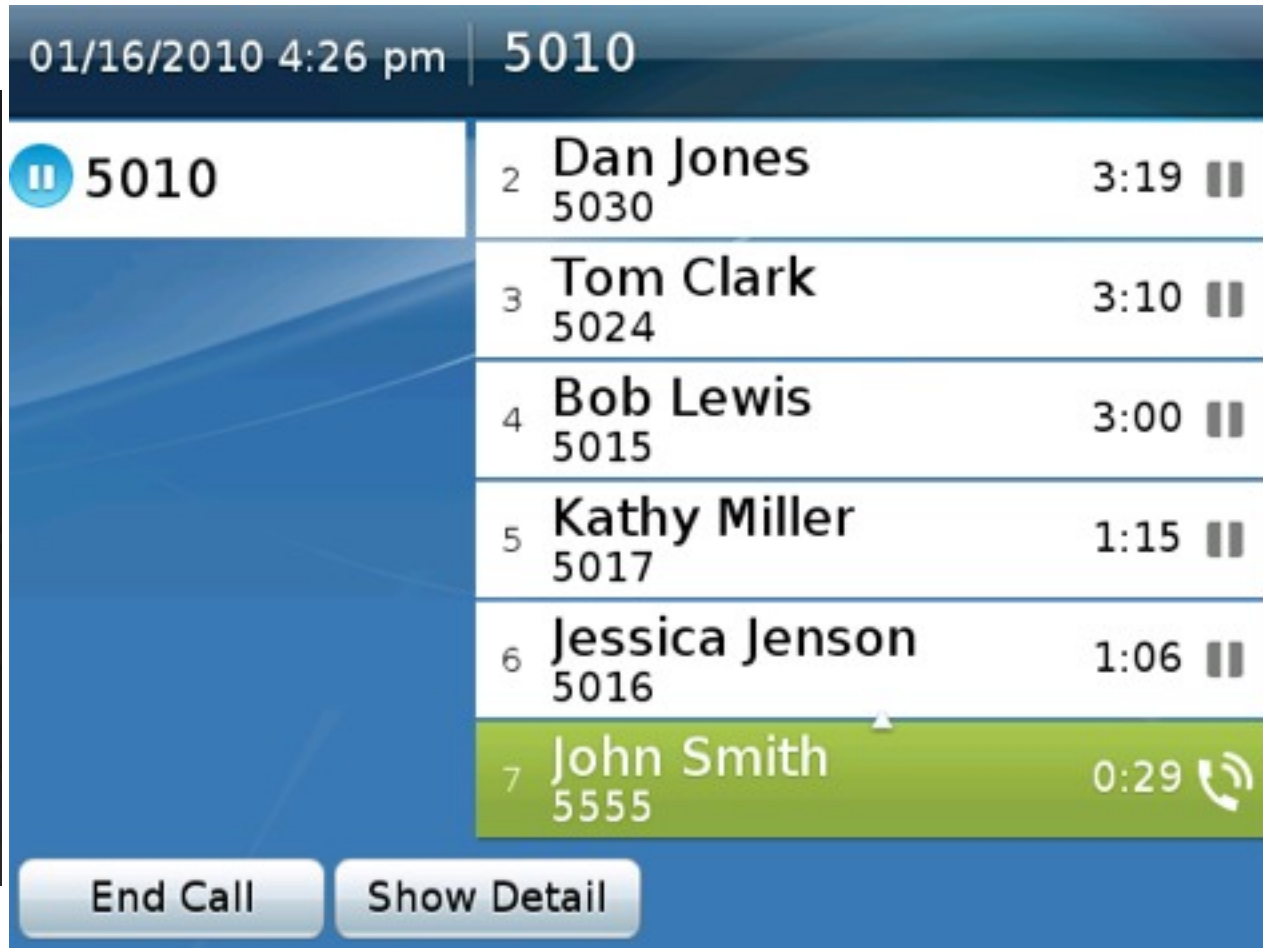 01/16/2010 4:26 pm 5010
5010
2 Dan Jones 3:19
5030
3 Tom Clark 3:10
5024
4 Bob Lewis 3:00
5015
5 Kathy Miller 1:15
5017
6 Jessica Jenson 1:06
5016
7 John Smith 0:29
5555
End Call Show Detail